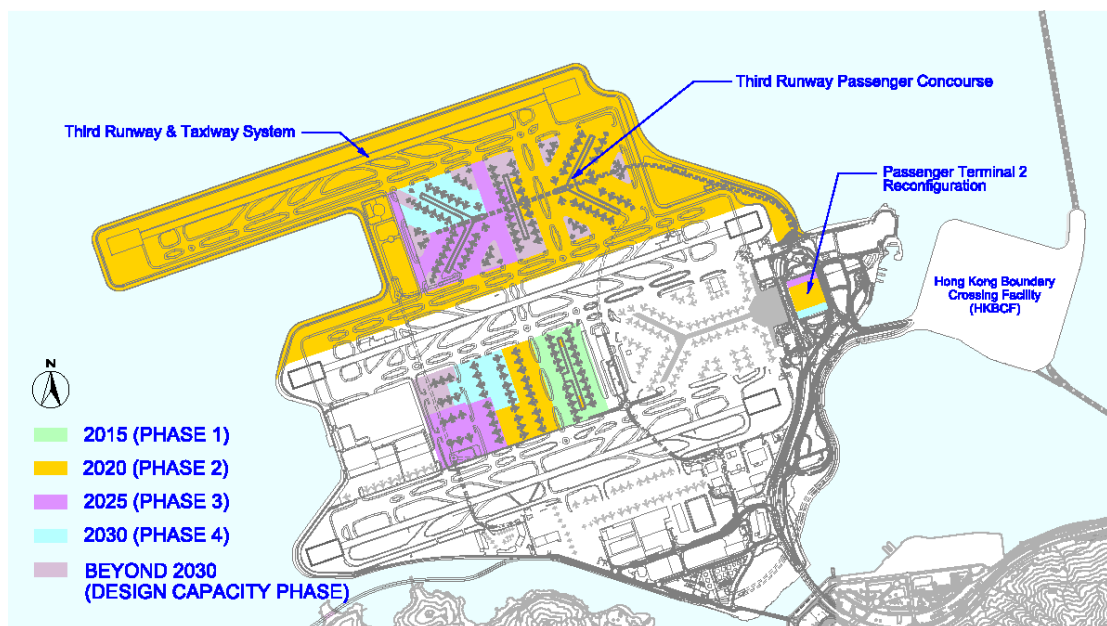 Third Runway Passenger Concourse
Third Runway & Taxiway System
Passenger Terminal 2
Reconfiguration
Hong Kong Boundary
Crossing Facility
(HKBCF)
N
2015 (PHASE 1)
2020 (PHASE 2)
2025 (PHASE 3)
2030 (PHASE 4)
BEYOND 2030
(DESIGN CAPACITY PHASE)